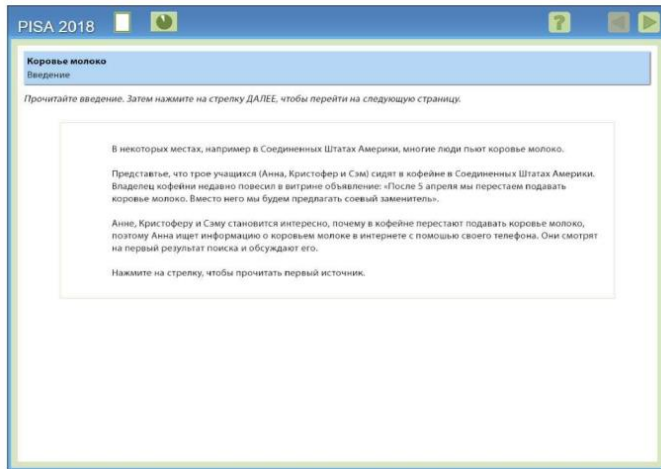 PISA 2018
?
Коровье молоко
Введение
Прочитайте введение. Затем нажмите на стрелку ДАЛЕЕ, чтобы перейти на следующую страницу.
В некоторых местах, например в Соединенных Штатах Америки, многие люди пьют коровье молоко.
Представтье, что трое учащихся (Анна, Кристофер и Сэм) сидят в кофейне в Соединенных Штатах Америки.
Владелец кофейни недавно повесил в витрине объявление: «После 5 апреля мы перестаем подавать
коровье молоко. Вместо него мы будем предлагать соевый заменитель».
Анне, Кристоферу и Сэму становится интересно, почему в кофейне перестают подавать коровье молоко,
поэтому Анна ищет информацию о коровьем молоке в интернете с помощью своего телефона. Они смотрят
на первый результат поиска и обсуждают его.
Нажмите на стрелку, чтобы прочитать первый источник.